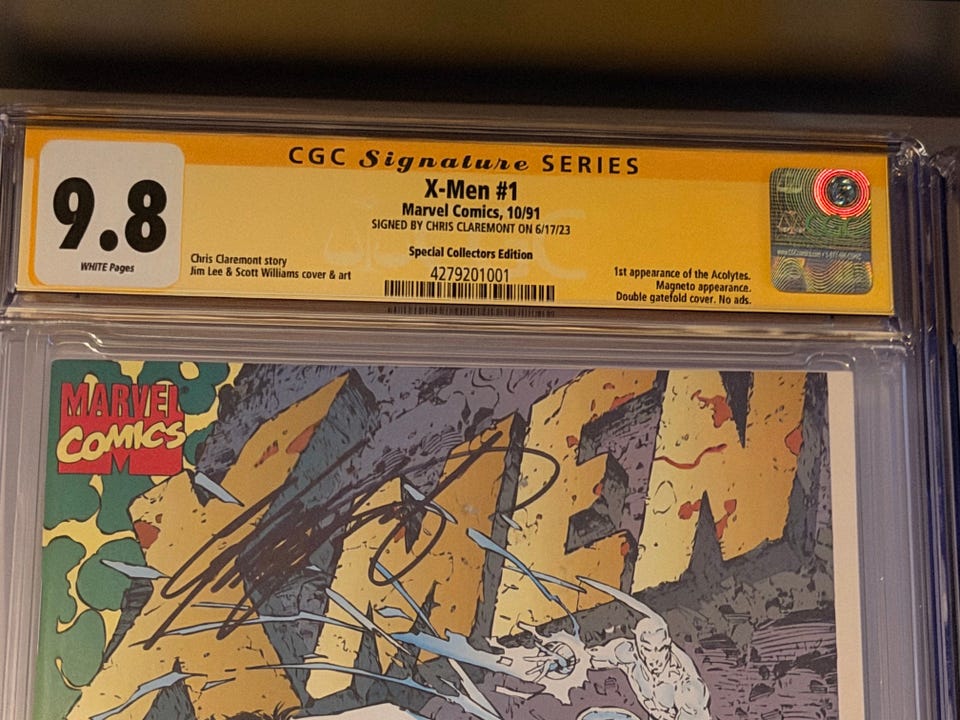 CGC Signature SERIES
9.8
WHITE Pages
X-Men #1
Marvel Comics, 10/91
SIGNED BY CHRIS CLAREMONT ON 6/17/23
Special Collectors Edition
Chris Claremont story
Jim Lee & Scott Williams cover & art
4279201001
1st appearance of the Acolytes.
Magneto appearance.
Double gatefold cover. No ads.
CGC
MARVEL
COMICS
X-MEN